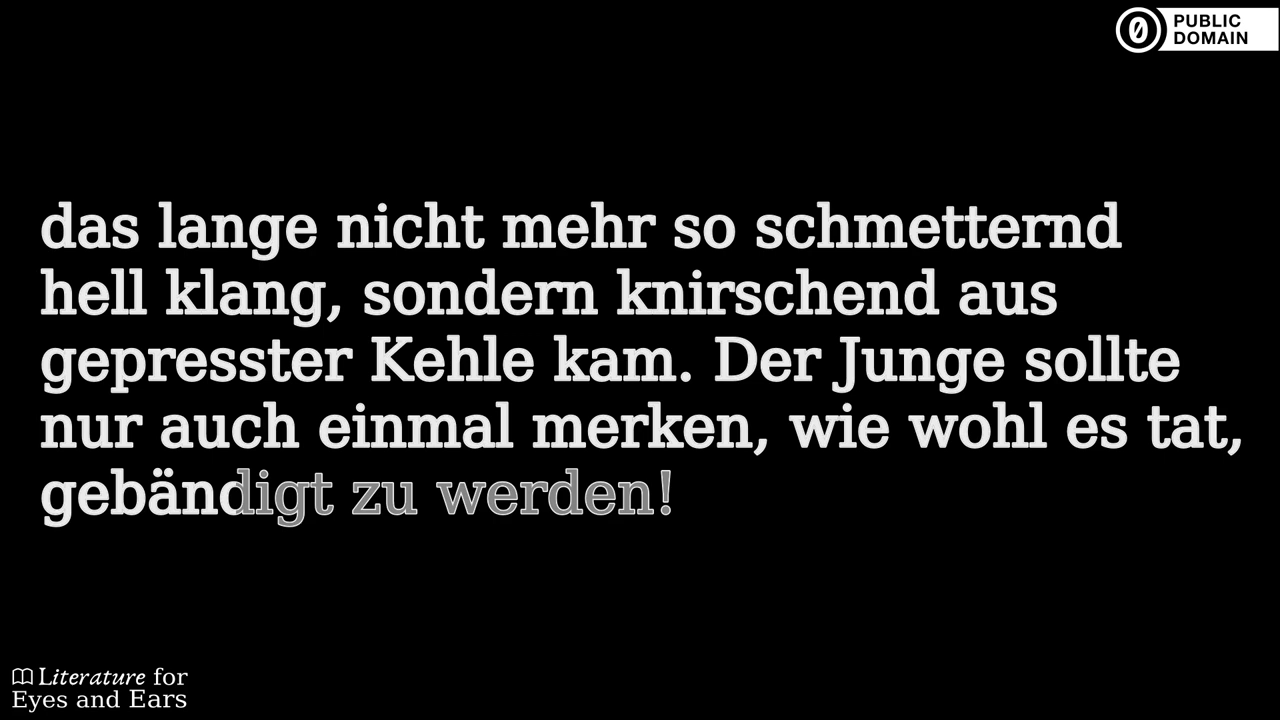 PUBLIC
DOMAIN
das lange nicht mehr so schmetternd
hell klang, sondern knirschend aus
gepresster Kehle kam. Der Junge sollte
nur auch einmal merken, wie wohl es tat,
gebändigt zu werden!
Literature for
Eyes and Ears